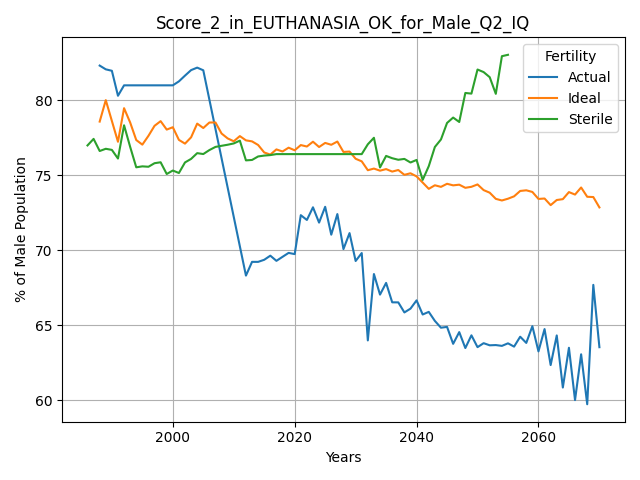 Score_2_in_EUTHANASIA_OK_for_Male_Q2_IQ
Fertility
Actual
Ideal
Sterile
% of Male Population
80
75
70
65
60
2000
2020
2040
2060
Years